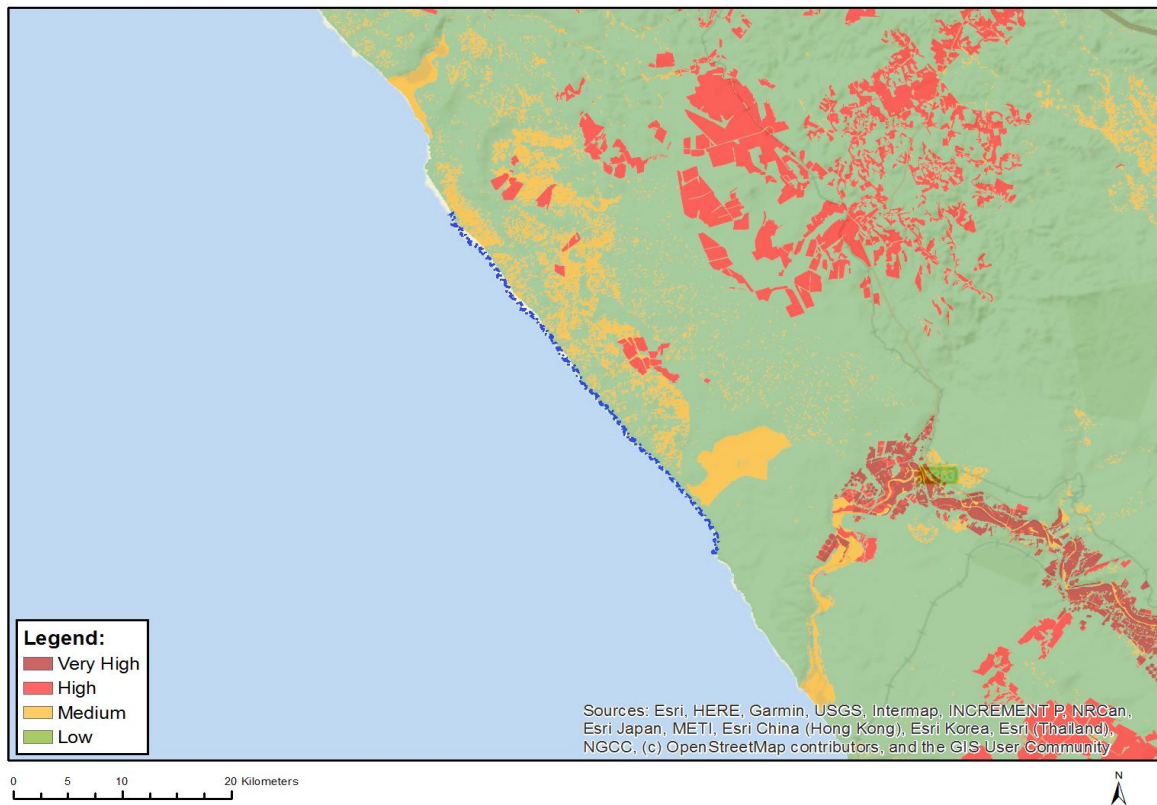 Legend:
Very High
High
Medium
Low
Sources: Esri, HERE, Garmin, USGS, Intermap, INCREMENT P, NRCan,
Esri Japan, METI, Esri China (Hong Kong), Esri Korea, Esri (Thailand),
NGCC, (c) OpenStreetMap contributors, and the GIS User Community
0 5 10 20 Kilometers
N